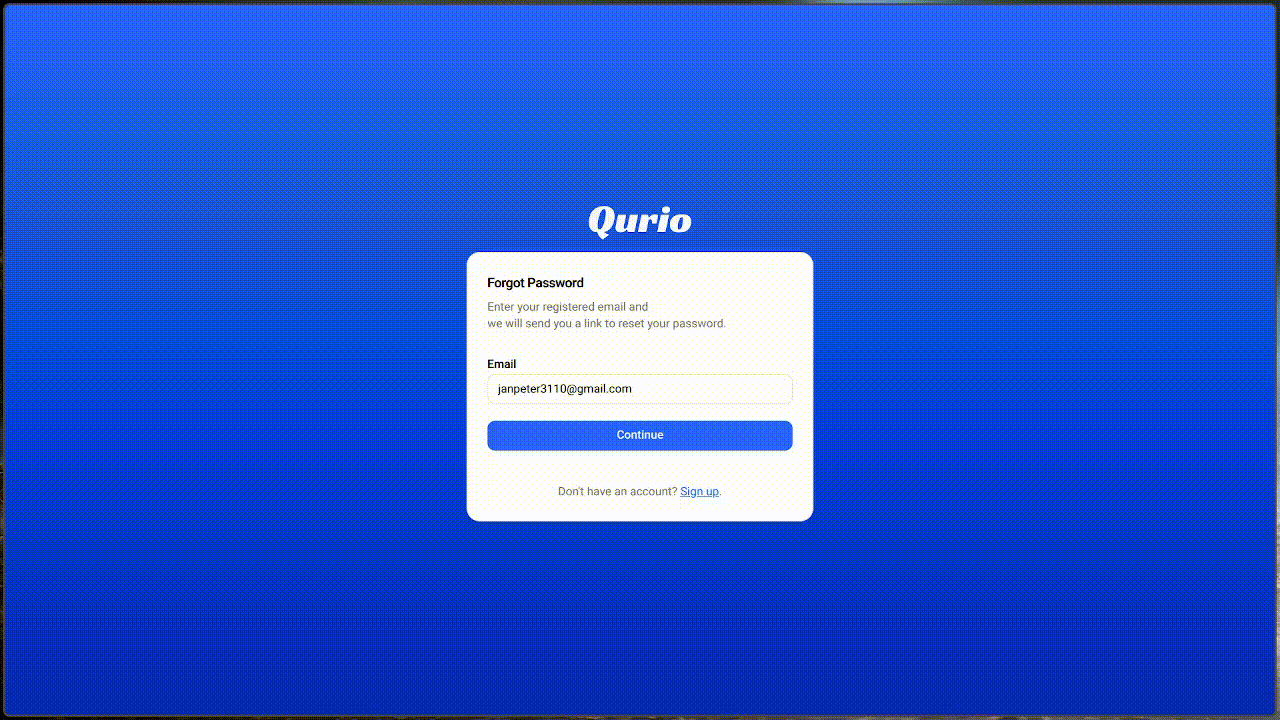 Qurio
Forgot Password
Enter your registered email and
we will send you a link to reset your password.
Email
janpeter3110@gmail.com
Continue
Don't have an account? Sign up.